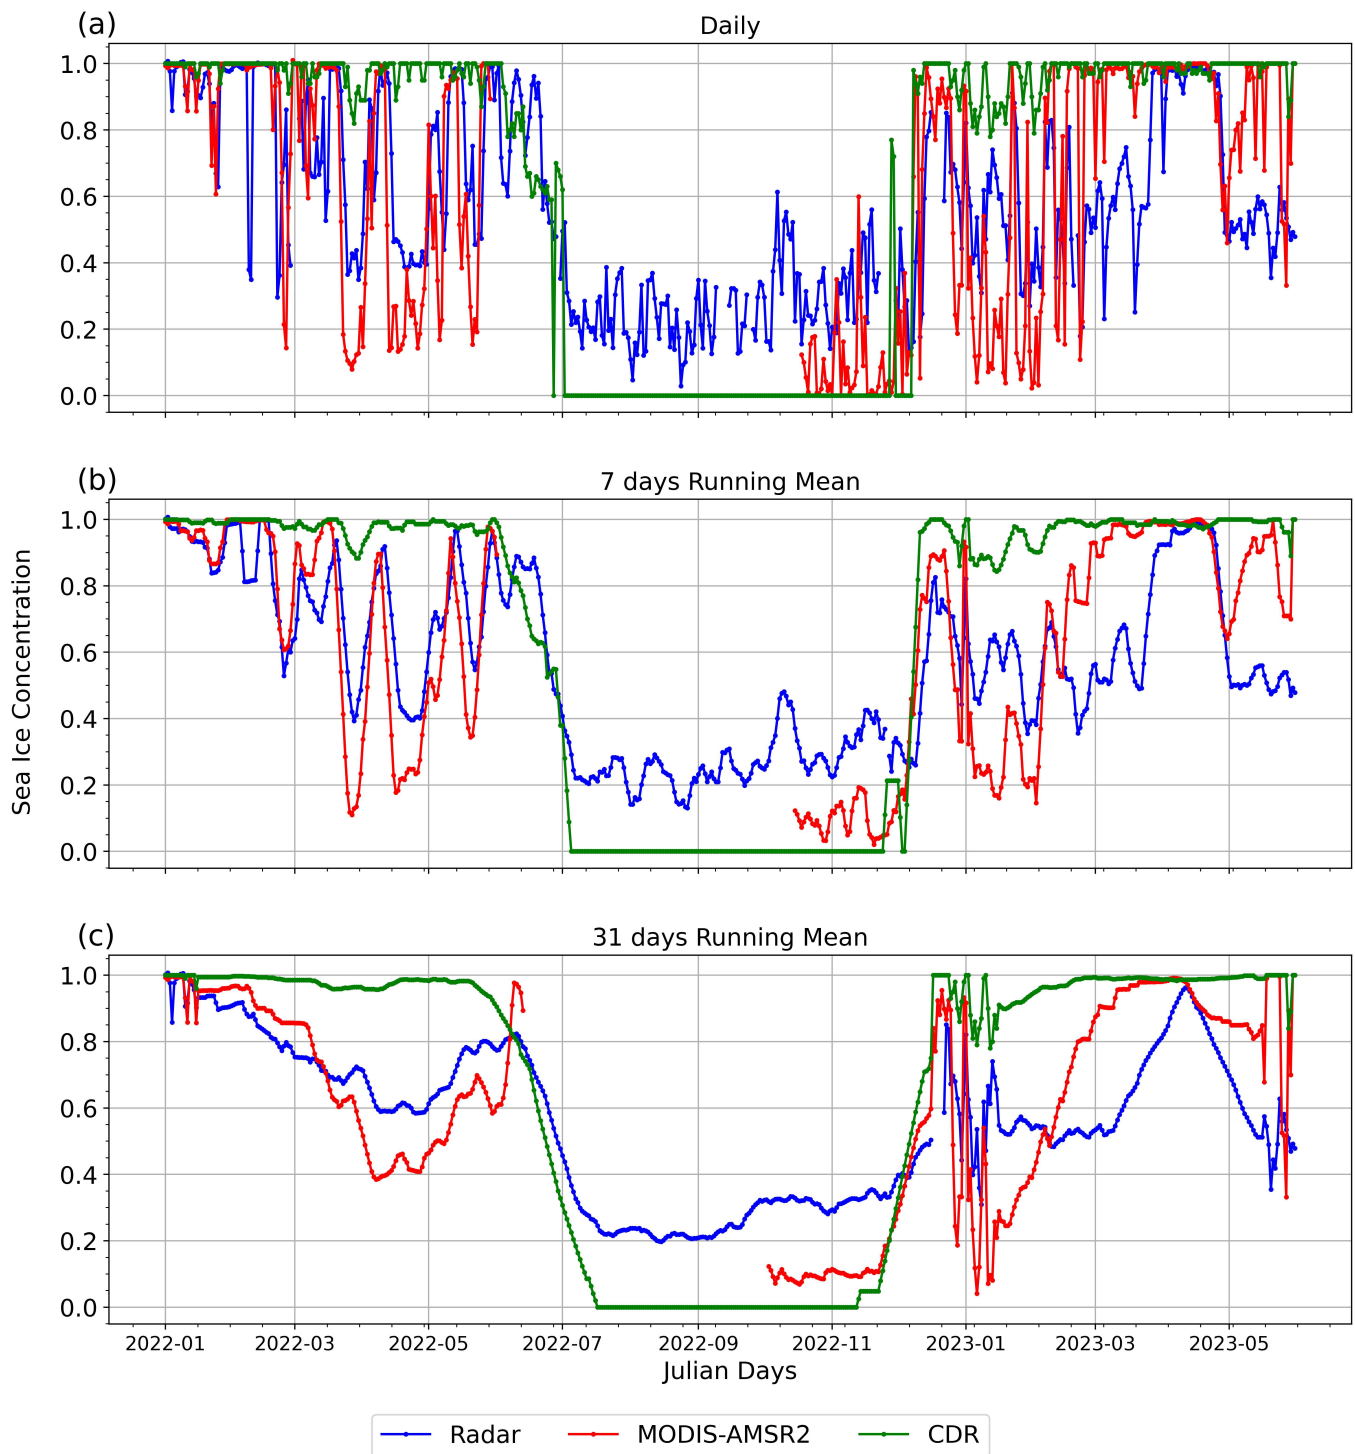 (a)
Daily
1.0
0.8
0.6
0.4
0.2
0.0
(b)
7 days Running Mean
1.0
0.8
0.6
0.4
0.2
0.0
Sea Ice Concentration
(c)
31 days Running Mean
1.0
0.8
0.6
0.4
0.2
0.0
2022-01 2022-03 2022-05 2022-07 2022-09 2022-11 2023-01 2023-03 2023-05
Julian Days
Radar MODIS-AMSR2 CDR